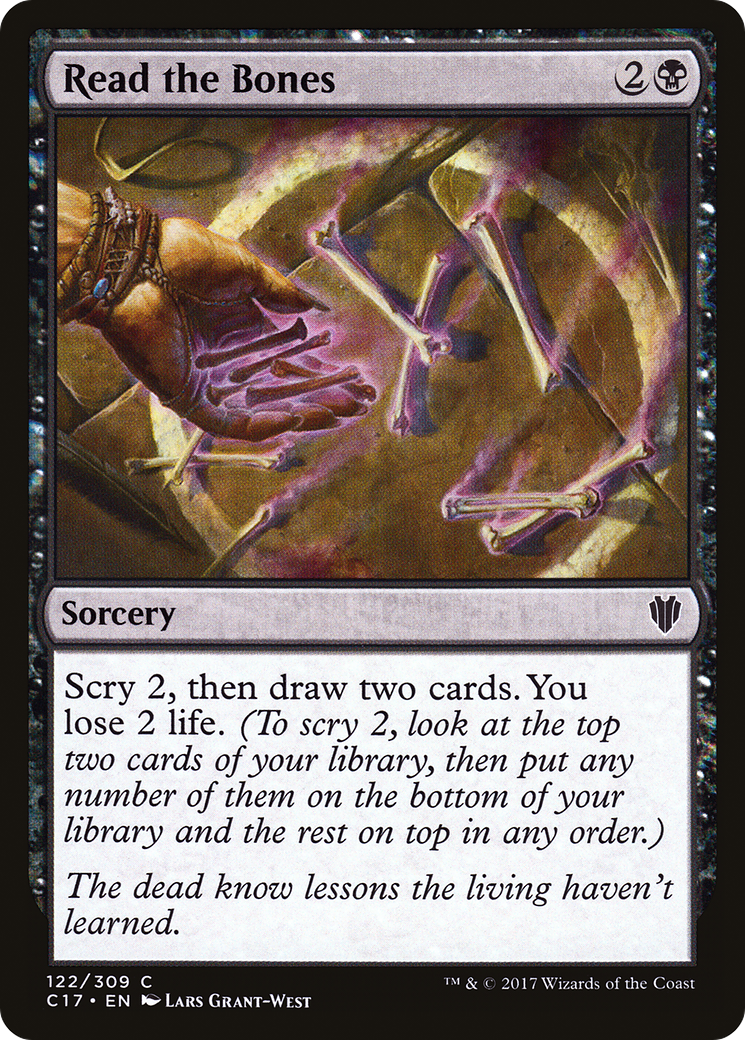 Read the Bones 2
Sorcery
Scry 2, then draw two cards. You
lose 2 life. (To scry 2, look at the top
two cards of your library, then put any
number of them on the bottom of your
library and the rest on top in any order.)
The dead know lessons the living haven't
learned.
122/309 C
™ & © 2017 Wizards of the Coast
C17 • EN Lars Grant-West